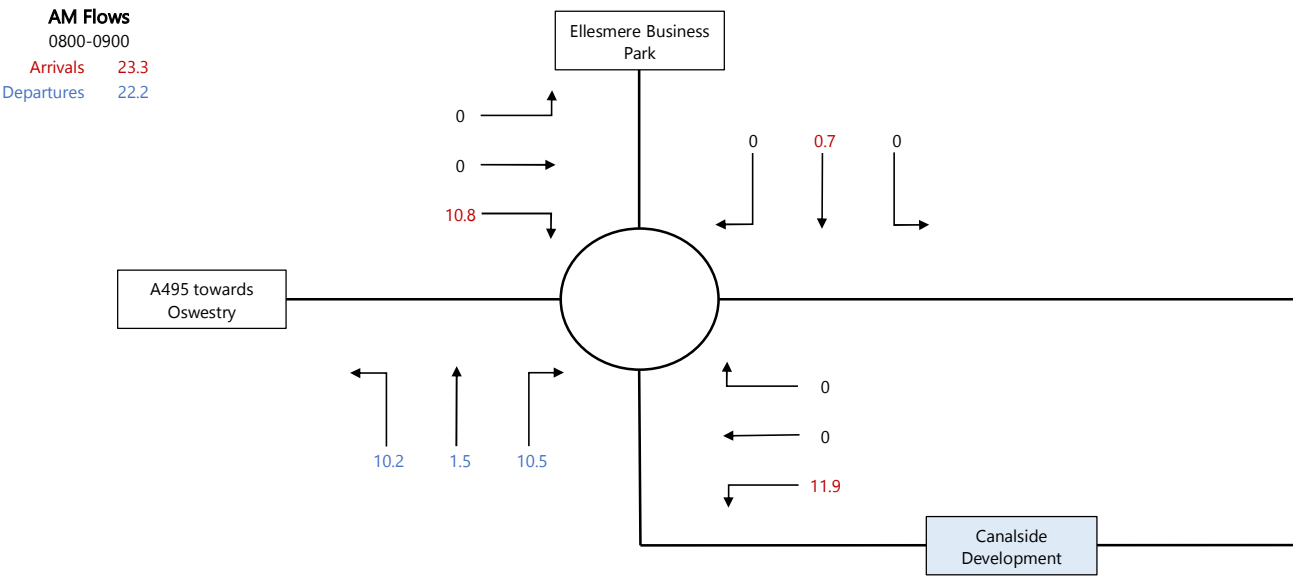 AM Flows
0800-0900
Arrivals 23.3
Departures 22.2
Ellesmere Business
Park
0
0
10.8
0 0.7 0
A495 towards
Oswestry
10.2 1.5 10.5
0
0
11.9
Canalside
Development